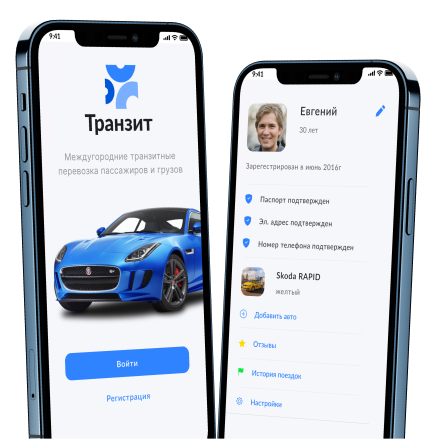 9:41
Транзит
Междугородние транзитные
перевозка пассажиров и грузов
Войти
Регистрация
9:41
Евгений
30 лет
Зарегестрирован в июнь 2016г
Паспорт подтвержден
Эл. адрес подтвержден
Номер телефона подтвержден
Skoda RAPID
желтый
Добавить авто
Отзывы
История поездок
Настройки